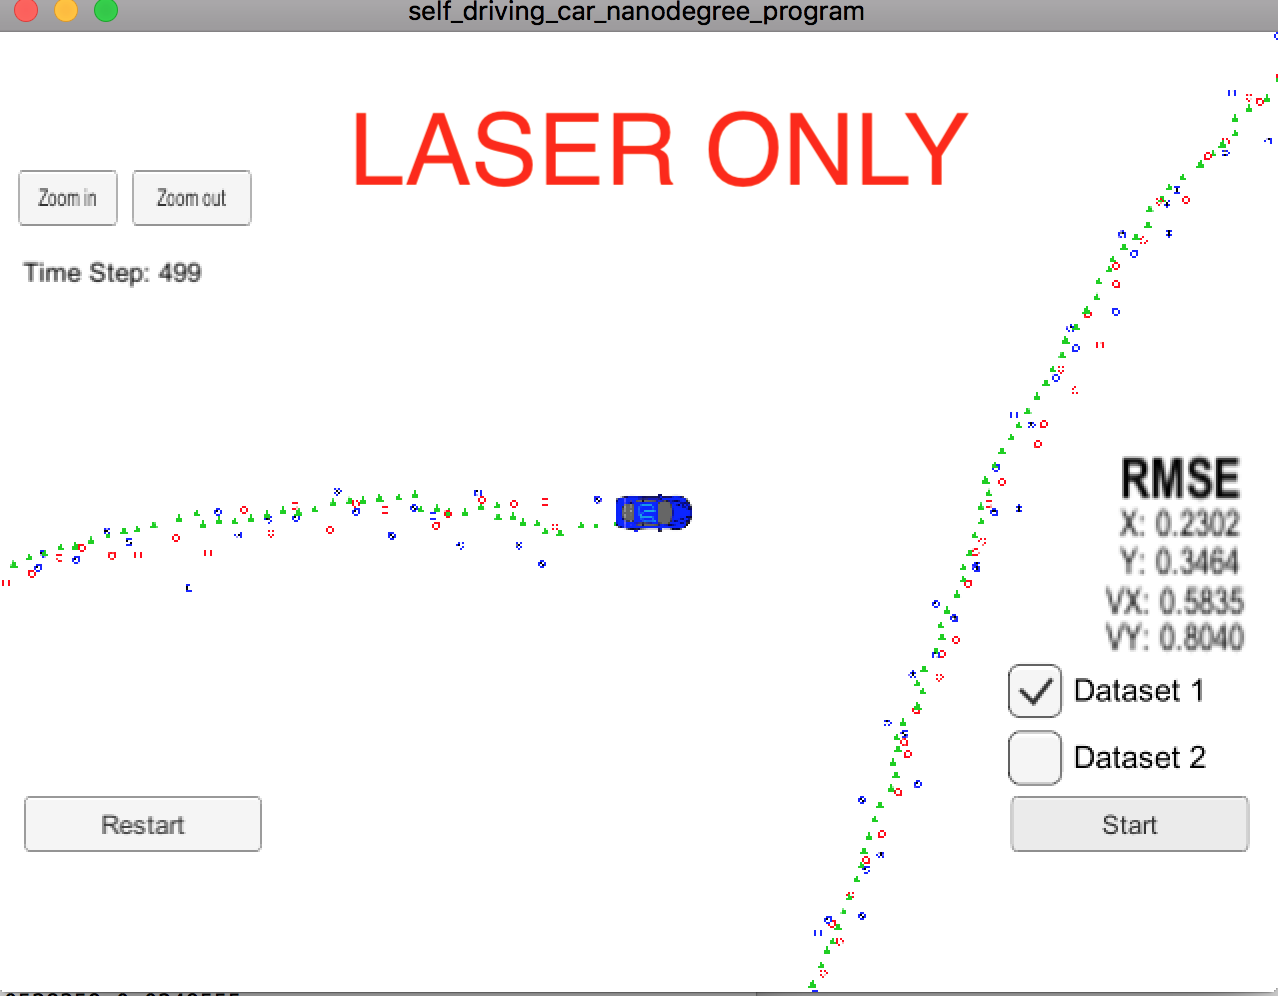 self_driving_car_nanodegree_program
LASER ONLY
Zoom in
Zoom out
Time Step: 499
RMSE
X: 0.2302
Y: 0.3464
VX: 0.5835
VY: 0.8040
Dataset 1
Dataset 2
Restart
Start